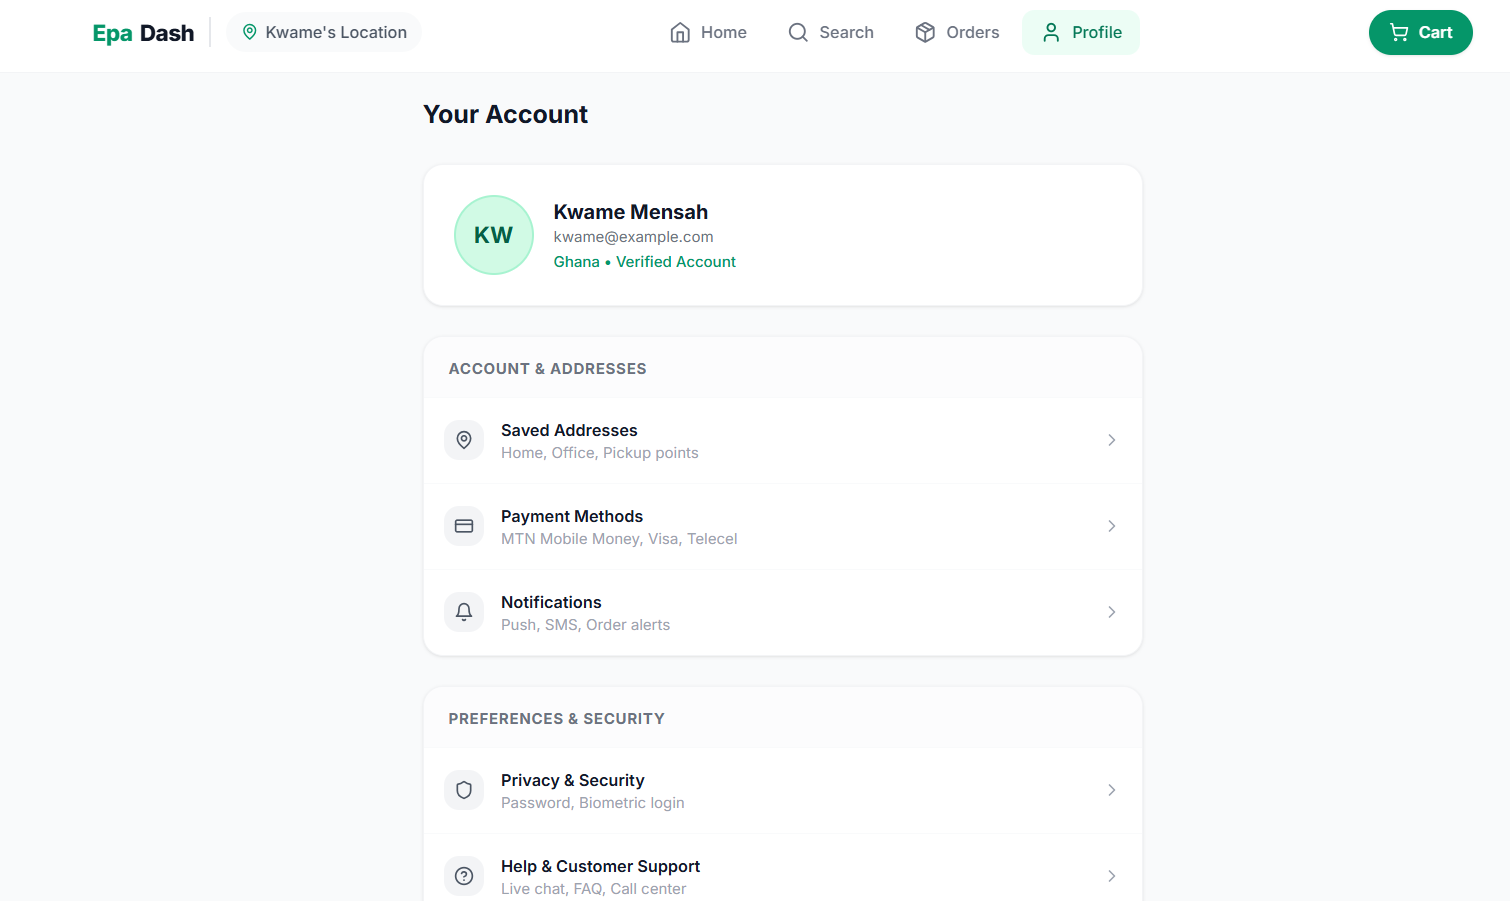 Epa Dash
Kwame's Location
Home
Search
Orders
Profile
Cart
Your Account
KW
Kwame Mensah
kwame@example.com
Ghana • Verified Account
ACCOUNT & ADDRESSES
Saved Addresses
Home, Office, Pickup points
Payment Methods
MTN Mobile Money, Visa, Telecel
Notifications
Push, SMS, Order alerts
PREFERENCES & SECURITY
Privacy & Security
Password, Biometric login
Help & Customer Support
Live chat, FAQ, Call center